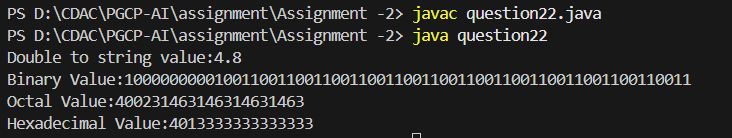 PS D:\CDAC\PGCP-AI\assignment\Assignment -2> javac question22.java
PS D:\CDAC\PGCP-AI\assignment\Assignment -2> java question22
Double to string value:4.8
Binary Value:100000000010011001100110011001100110011001100110011001100110011
Octal Value:400231463146314631463
Hexadecimal Value:4013333333333333